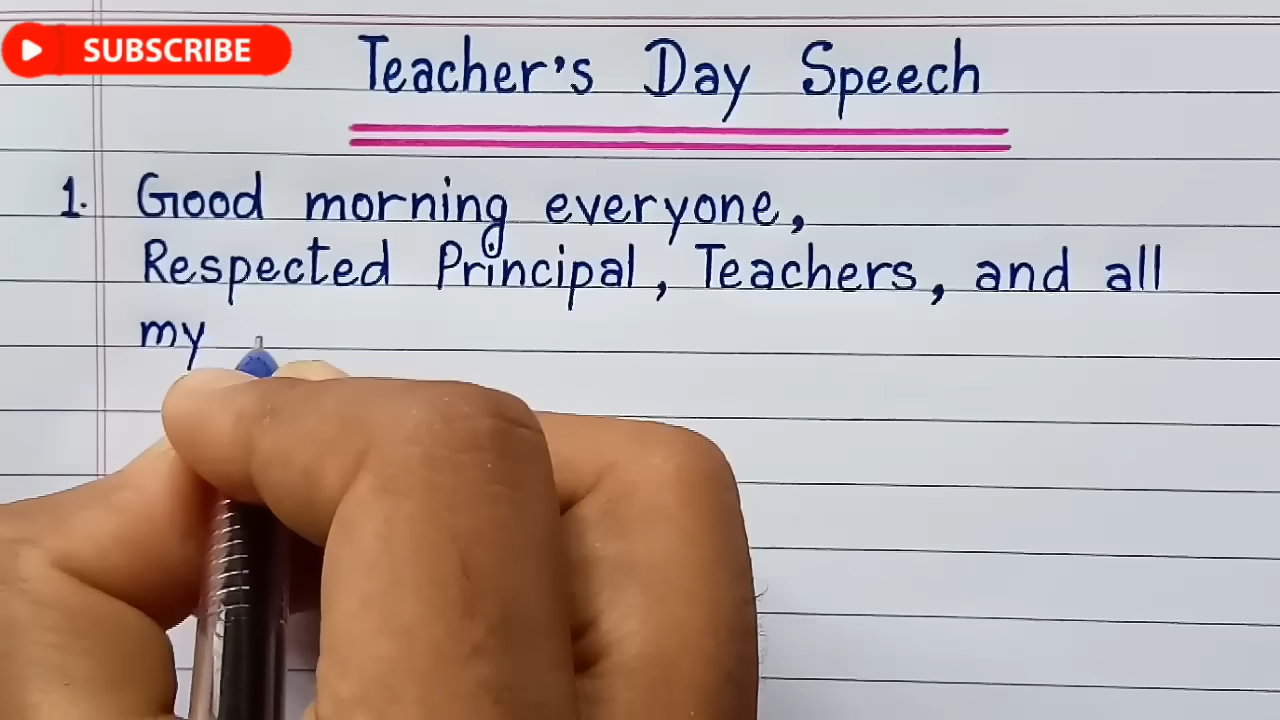 SUBSCRIBE
Teacher's Day Speech
1. Good morning everyone,
Respected Principal, Teachers, and all
my